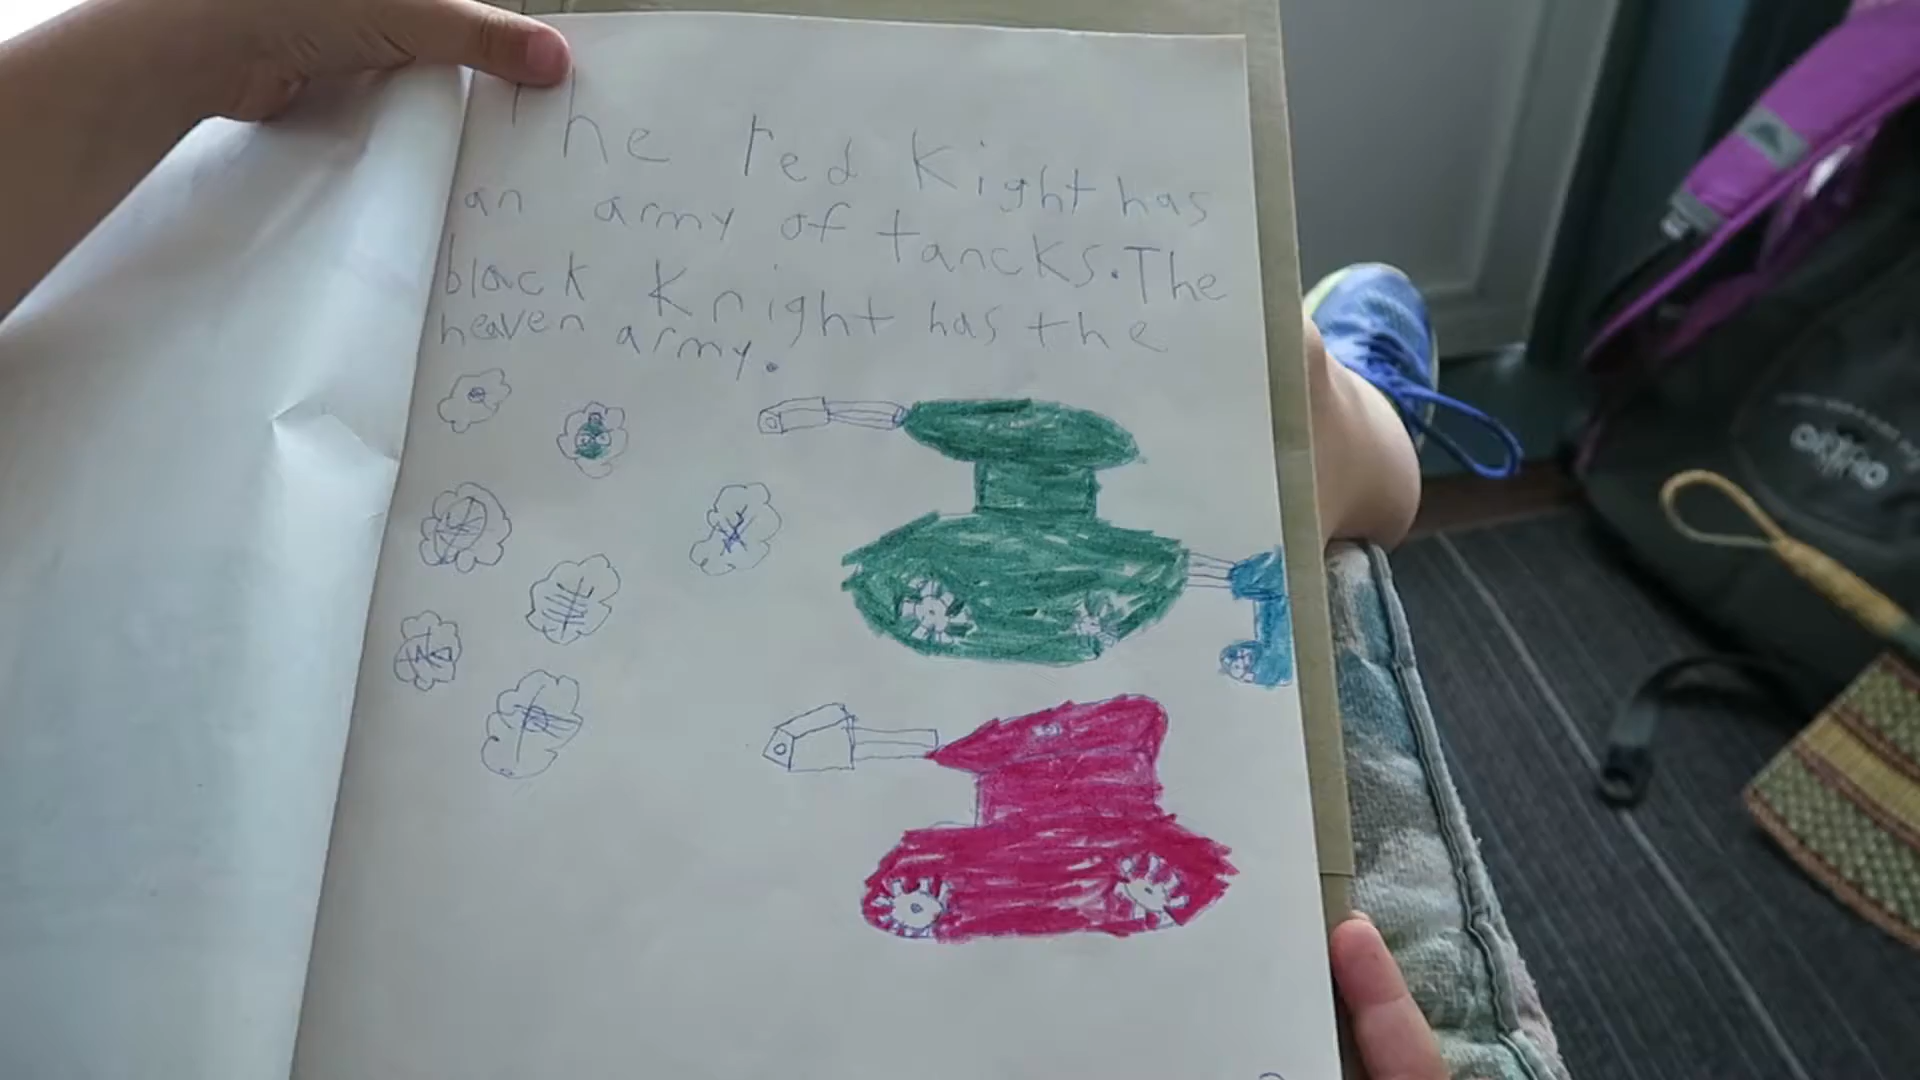 The red Kight has
an army of tancks. The
black Knight has the
heaven army.